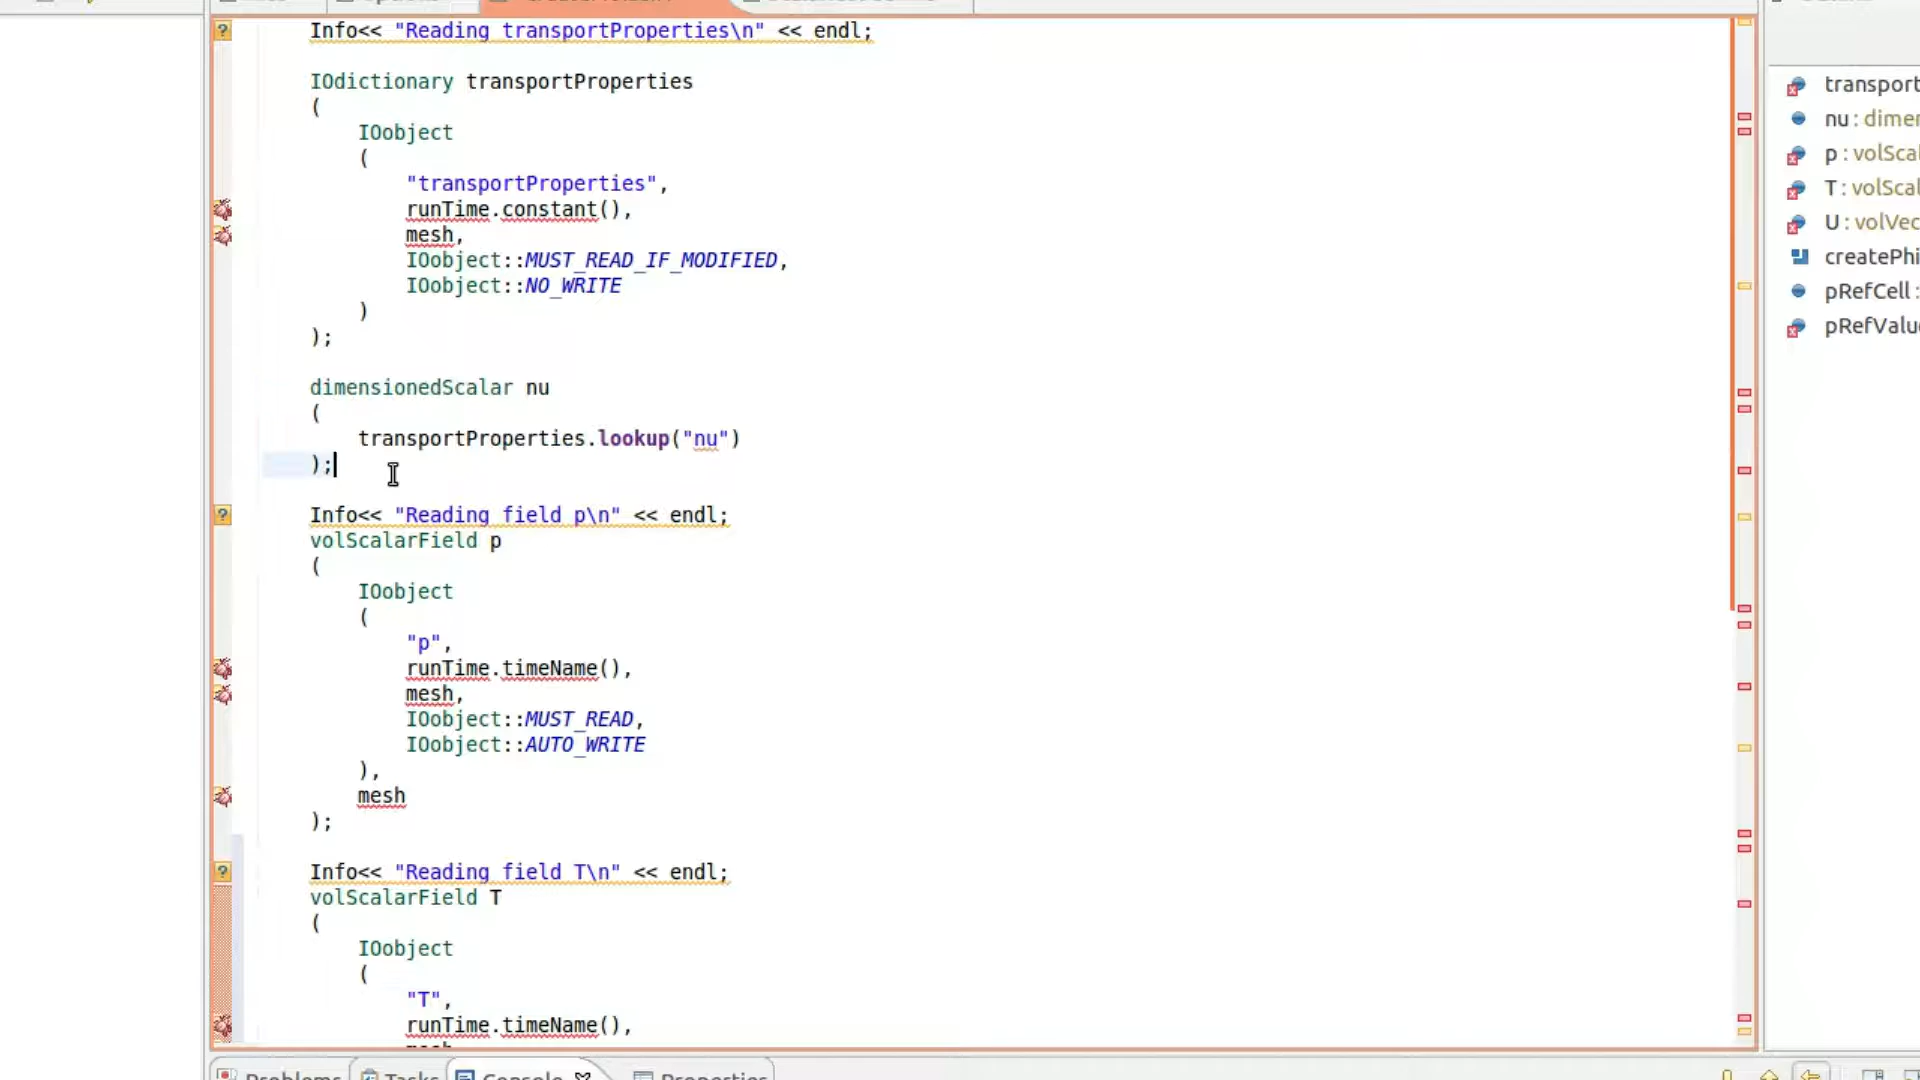 Info<< "Reading transportProperties\n" << endl;
IOdictionary transportProperties
(
IOobject
(
"transportProperties",
runTime.constant(),
mesh,
IOobject::MUST_READ_IF_MODIFIED,
IOobject::NO_WRITE
)
);
dimensionedScalar nu
(
transportProperties.lookup("nu")
);
Info<< "Reading field p\n" << endl;
volScalarField p
(
IOobject
(
"p",
runTime.timeName(),
mesh,
IOobject::MUST_READ,
IOobject::AUTO_WRITE
),
mesh
);
Info<< "Reading field T\n" << endl;
volScalarField T
(
IOobject
(
"T",
runTime.timeName(),
transport
nu : dimen
p : volScal
T : volScal
U : volVec
createPhi
pRefCell :
pRefValu
Problems
Tasks
Console
Properties